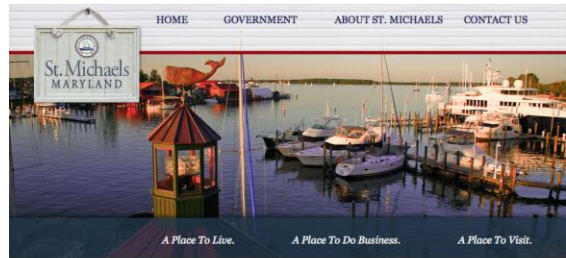 HOME GOVERNMENT ABOUT ST. MICHAELS CONTACT US
St. Michaels
MARYLAND
A Place To Live. A Place To Do Business. A Place To Visit.